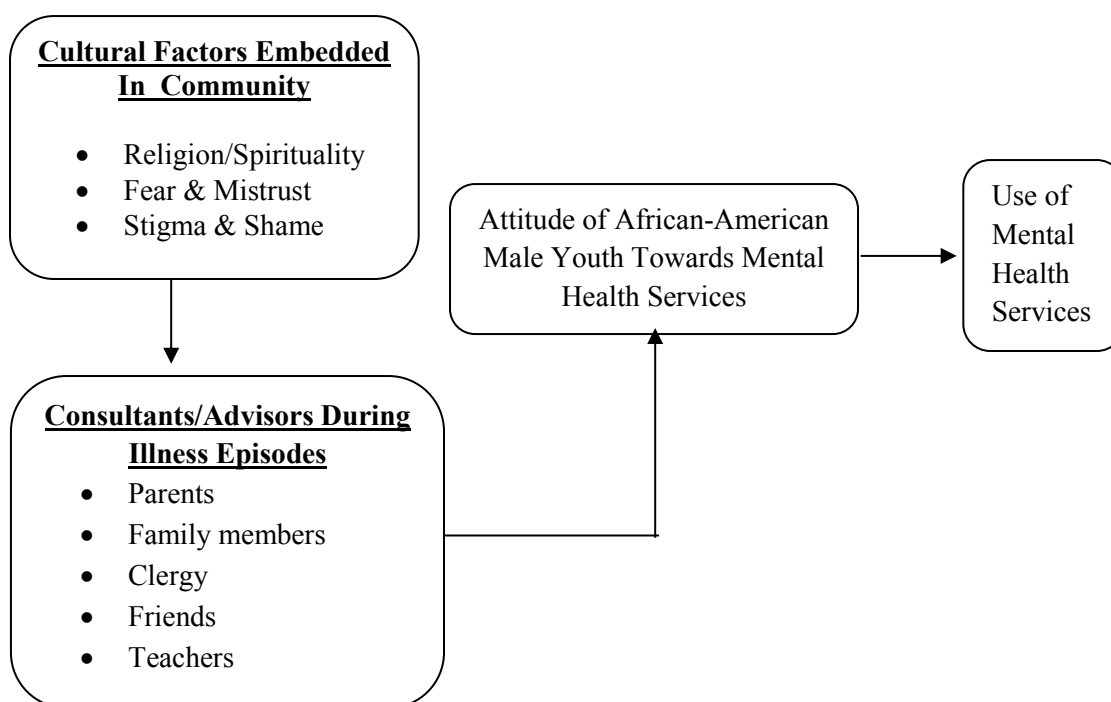 Cultural Factors Embedded
In Community
• Religion/Spirituality
• Fear & Mistrust
• Stigma & Shame
Consultants/Advisors During
Illness Episodes
• Parents
• Family members
• Clergy
• Friends
• Teachers
Attitude of African-American
Male Youth Towards Mental
Health Services
Use of
Mental
Health
Services